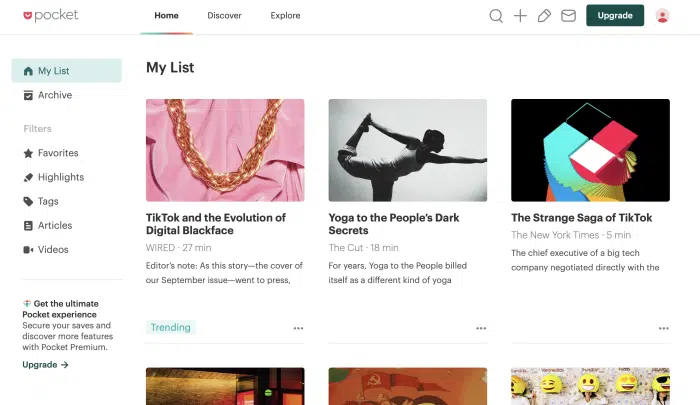 pocket
Home
Discover
Explore
Upgrade
My List
Archive
Filters
Favorites
Highlights
Tags
Articles
Videos
Get the ultimate
Pocket experience
Secure your saves and
discover more features
with Pocket Premium.
Upgrade →
My List
TikTok and the Evolution of
Digital Blackface
WIRED · 27 min
Editor's note: As this story—the cover of
our September issue—went to press,
Trending
Yoga to the People's Dark
Secrets
The Cut · 18 min
For years, Yoga to the People billed
itself as a different kind of yoga
The Strange Saga of TikTok
The New York Times · 5 min
The chief executive of a big tech
company negotiated directly with the